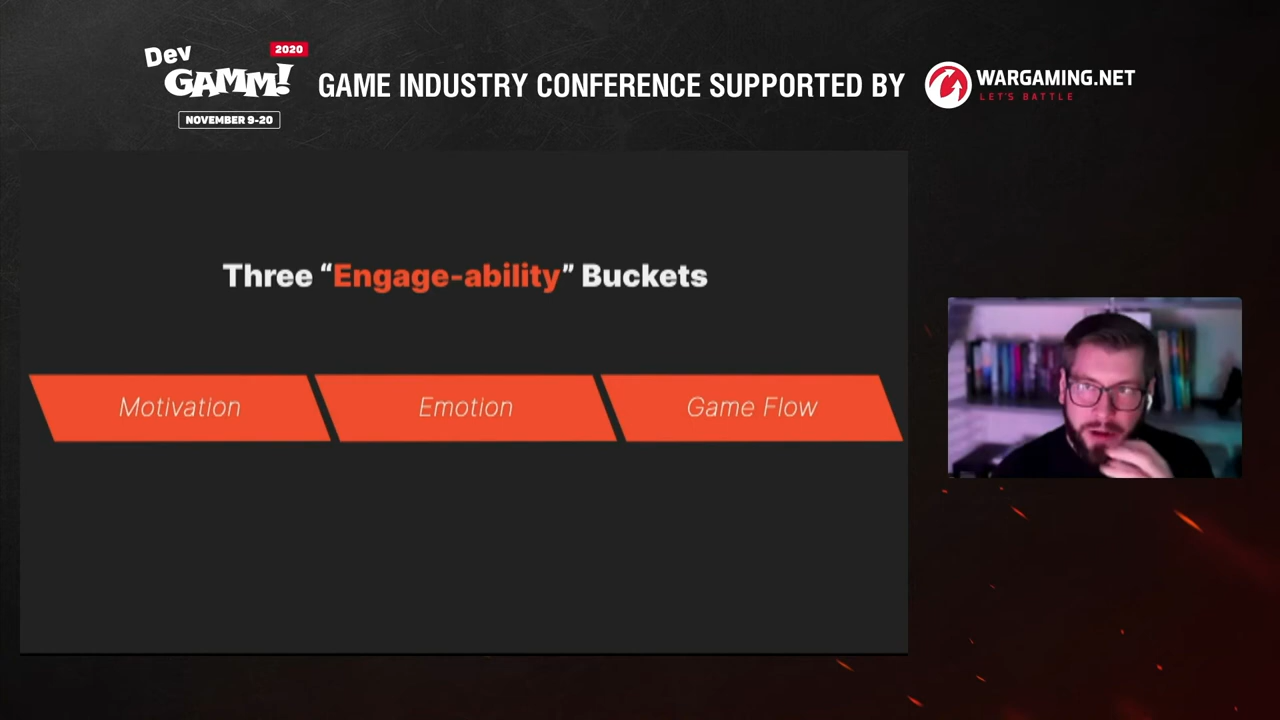 Dev
GAMM!
2020
NOVEMBER 9-20
GAME INDUSTRY CONFERENCE SUPPORTED BY
WARGAMING.NET
LET'S BATTLE
Three “Engage-ability” Buckets
Motivation
Emotion
Game Flow